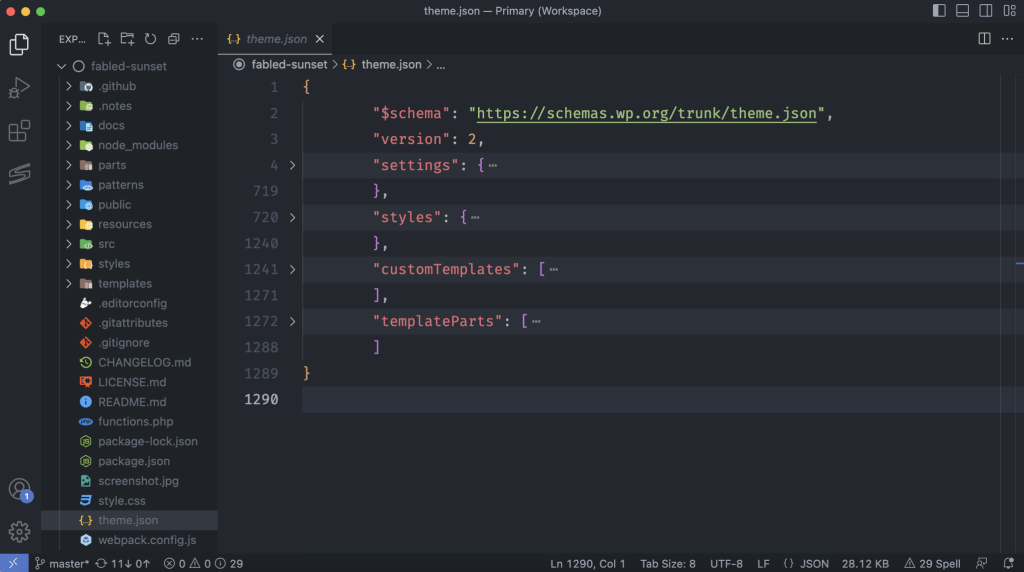 theme.json — Primary (Workspace)
EXP...
{..} theme.json
fabled-sunset
fabled-sunset > {..} theme.json > ...
.github
.notes
docs
node_modules
parts
patterns
public
resources
src
styles
templates
.editorconfig
.gitattributes
.gitignore
CHANGELOG.md
LICENSE.md
README.md
functions.php
package-lock.json
package.json
screenshot.jpg
style.css
{..} theme.json
webpack.config.js
1 {
2 "$schema": "https://schemas.wp.org/trunk/theme.json",
3 "version": 2,
4 "settings": {⋯
719 },
720 "styles": {⋯
1240 },
1241 "customTemplates": [⋯
1271 ],
1272 "templateParts": [⋯
1288 ]
1289 }
1290
1
master* 11↓ 0↑ 0 0 29 Ln 1290, Col 1 Tab Size: 8 UTF-8 LF {} JSON 28.12 KB 29 Spell